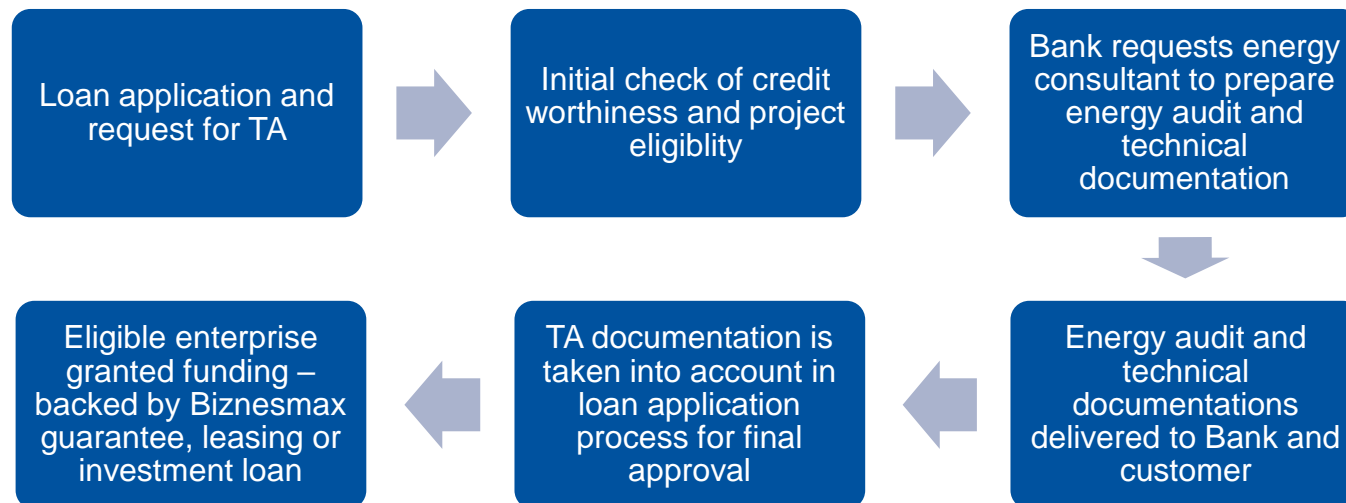 Loan application and
request for TA
Initial check of credit
worthiness and project
eligiblity
Bank requests energy
consultant to prepare
energy audit and
technical
documentation
Energy audit and
technical
documentations
delivered to Bank and
customer
TA documentation is
taken into account in
loan application
process for final
approval
Eligible enterprise
granted funding –
backed by Biznesmax
guarantee, leasing or
investment loan